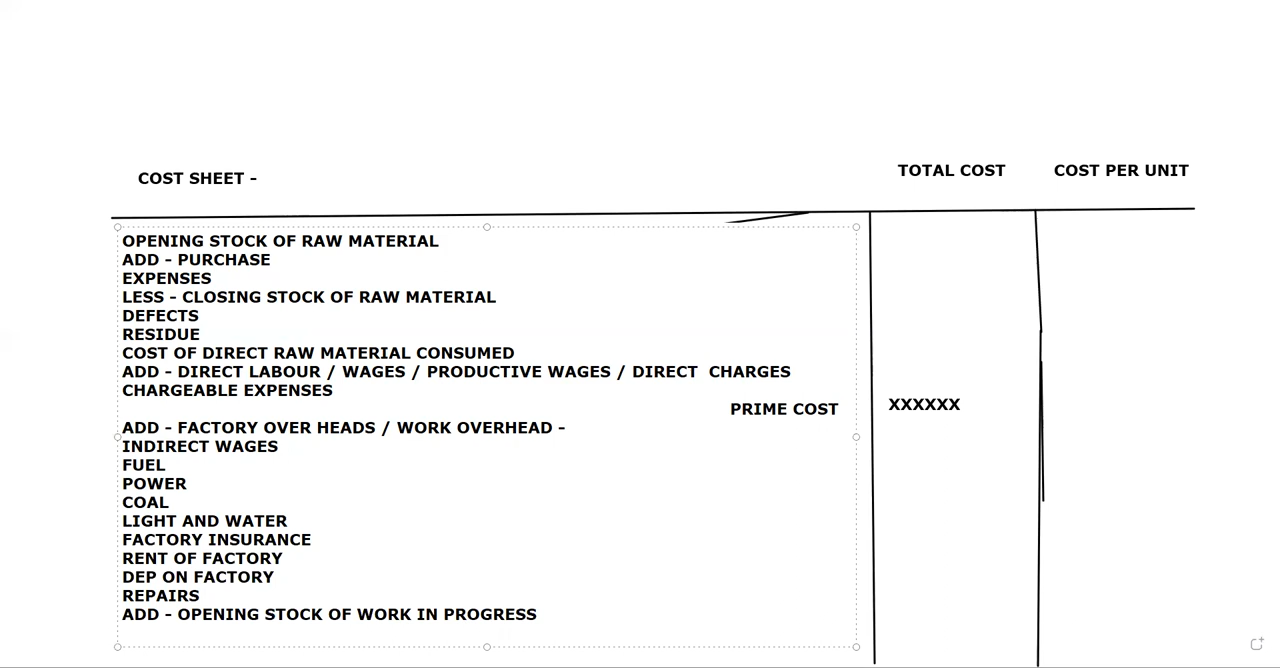 COST SHEET -
TOTAL COST
COST PER UNIT
OPENING STOCK OF RAW MATERIAL
ADD - PURCHASE
EXPENSES
LESS - CLOSING STOCK OF RAW MATERIAL
DEFECTS
RESIDUE
COST OF DIRECT RAW MATERIAL CONSUMED
ADD - DIRECT LABOUR / WAGES / PRODUCTIVE WAGES / DIRECT  CHARGES
CHARGEABLE EXPENSES
PRIME COST
XXXXXX
ADD - FACTORY OVER HEADS / WORK OVERHEAD -
INDIRECT WAGES
FUEL
POWER
COAL
LIGHT AND WATER
FACTORY INSURANCE
RENT OF FACTORY
DEP ON FACTORY
REPAIRS
ADD - OPENING STOCK OF WORK IN PROGRESS